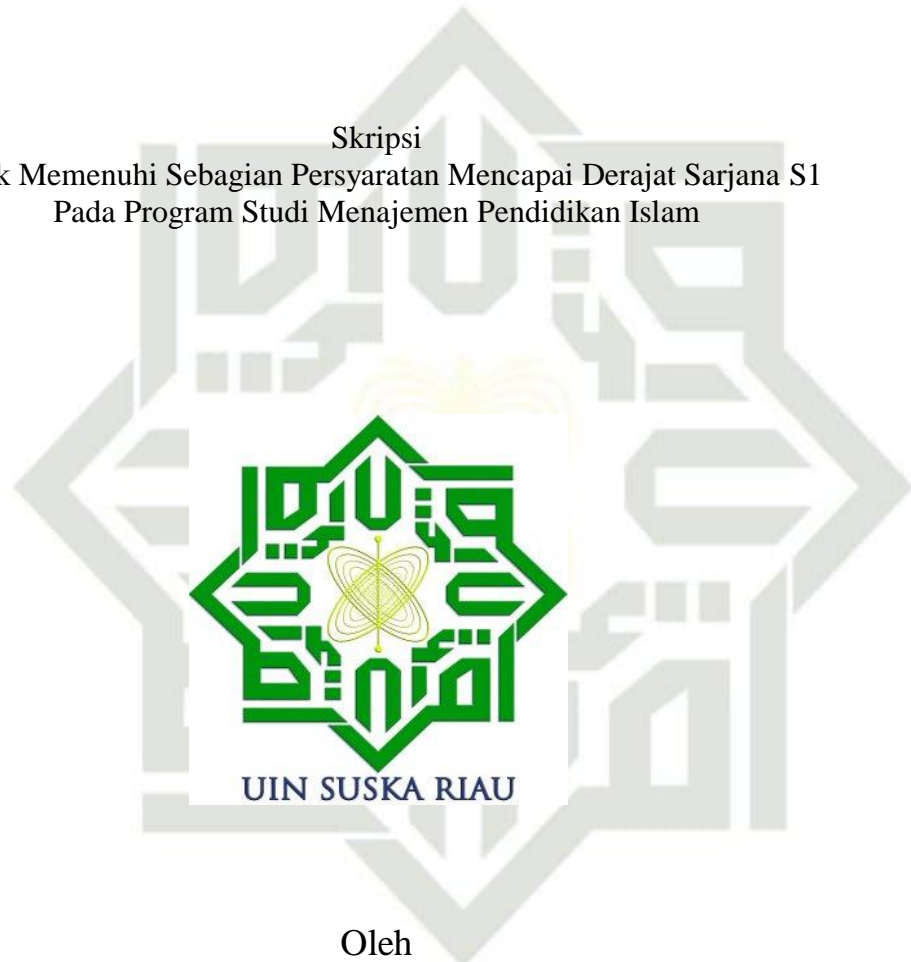 Skripsi
k Memenuhi Sebagian Persyaratan Mencapai Derajat Sarjana S1
Pada Program Studi Menajemen Pendidikan Islam
UIN SUSKA RIAU
Oleh